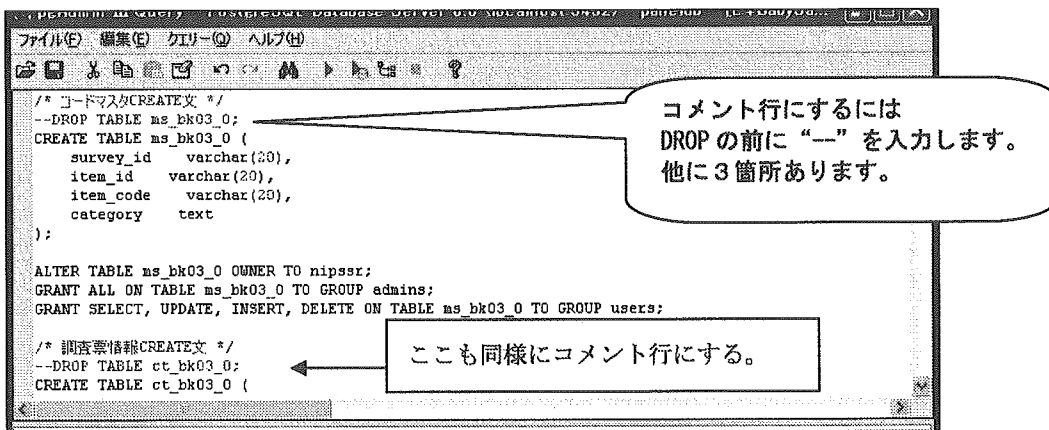 ファイル(F) 編集(E) クエリー(Q) ヘルプ(H)
/* コードマスタCREATE文 */
--DROP TABLE ms_bk03_0;
CREATE TABLE ms_bk03_0 (
survey_id varchar(20),
item_id varchar(20),
item_code varchar(20),
category text
);
ALTER TABLE ms_bk03_0 OWNER TO nipssr;
GRANT ALL ON TABLE ms_bk03_0 TO GROUP admins;
GRANT SELECT, UPDATE, INSERT, DELETE ON TABLE ms_bk03_0 TO GROUP users;
/* 調査票情報CREATE文 */
--DROP TABLE ct_bk03_0;
CREATE TABLE ct_bk03_0 (
コメント行にするには
DROP の前に “--” を入力します。
他に３箇所あります。
ここも同様にコメント行にする。